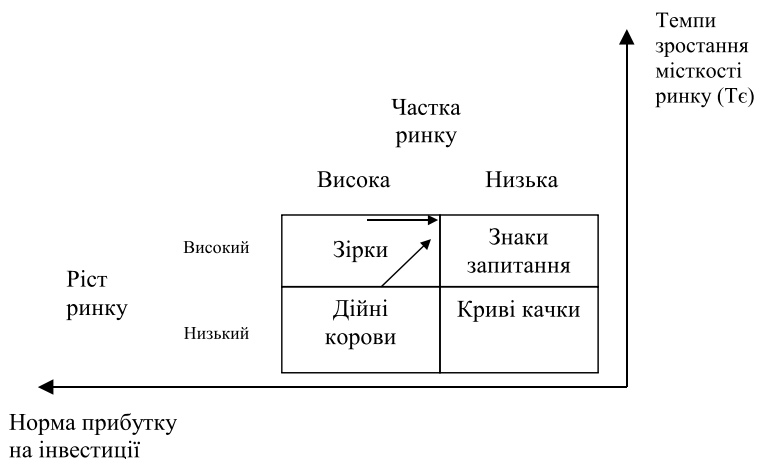 Темпи
зростання
місткості
ринку (Тє)
Частка
ринку
Висока
Низька
Високий
Зірки
Знаки
запитання
Ріст
ринку
Низький
Дійні
корови
Криві качки
Норма прибутку
на інвестиції